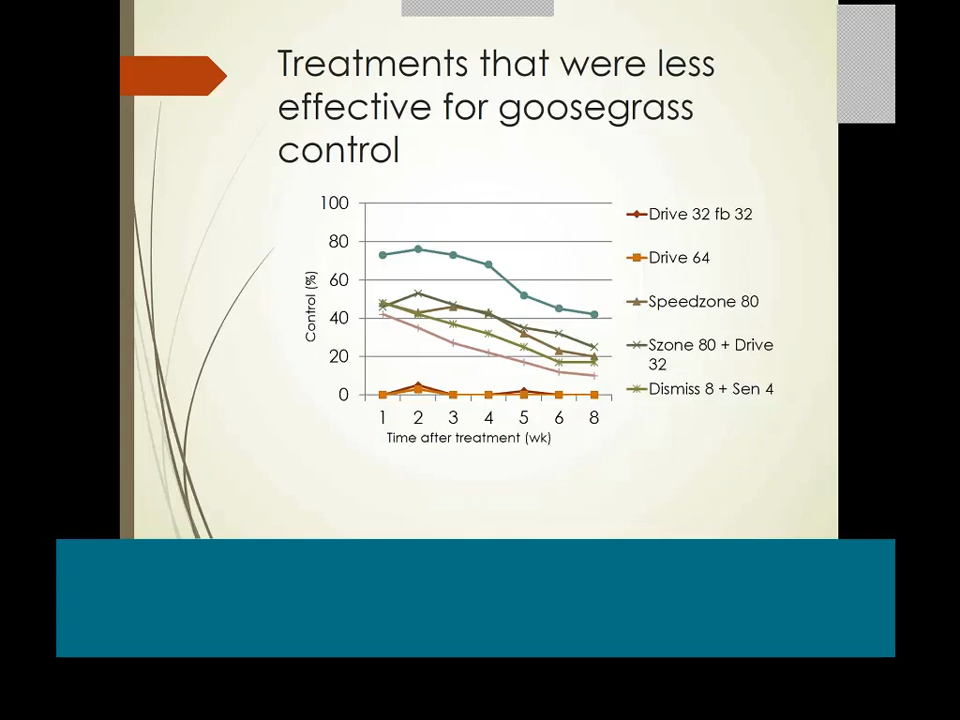 Treatments that were less
effective for goosegrass
control
100
80
60
40
20
0
Control (%)
1 2 3 4 5 6 8
Time after treatment (wk)
Drive 32 fb 32
Drive 64
Speedzone 80
Szone 80 + Drive
32
Dismiss 8 + Sen 4